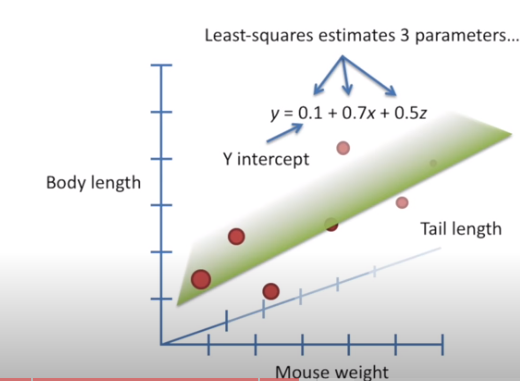 Least-squares estimates 3 parameters...
y = 0.1 + 0.7x + 0.5z
Y intercept
Body length
Tail length
Mouse weight